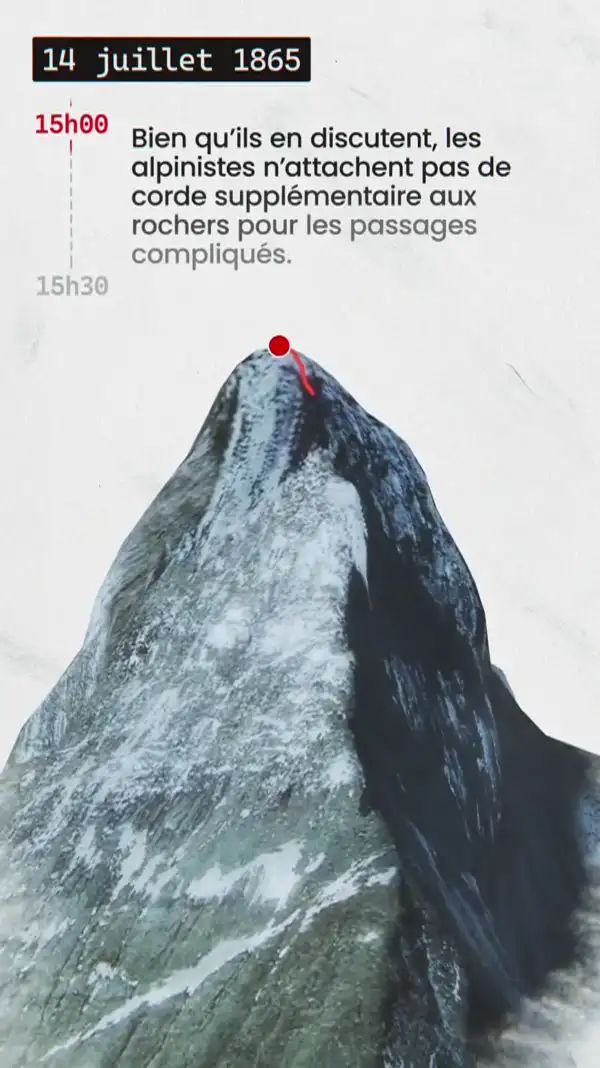 14 juillet 1865
15h00
Bien qu’ils en discutent, les
alpinistes n’attachent pas de
corde supplémentaire aux
rochers pour les passages
compliqués.
15h30